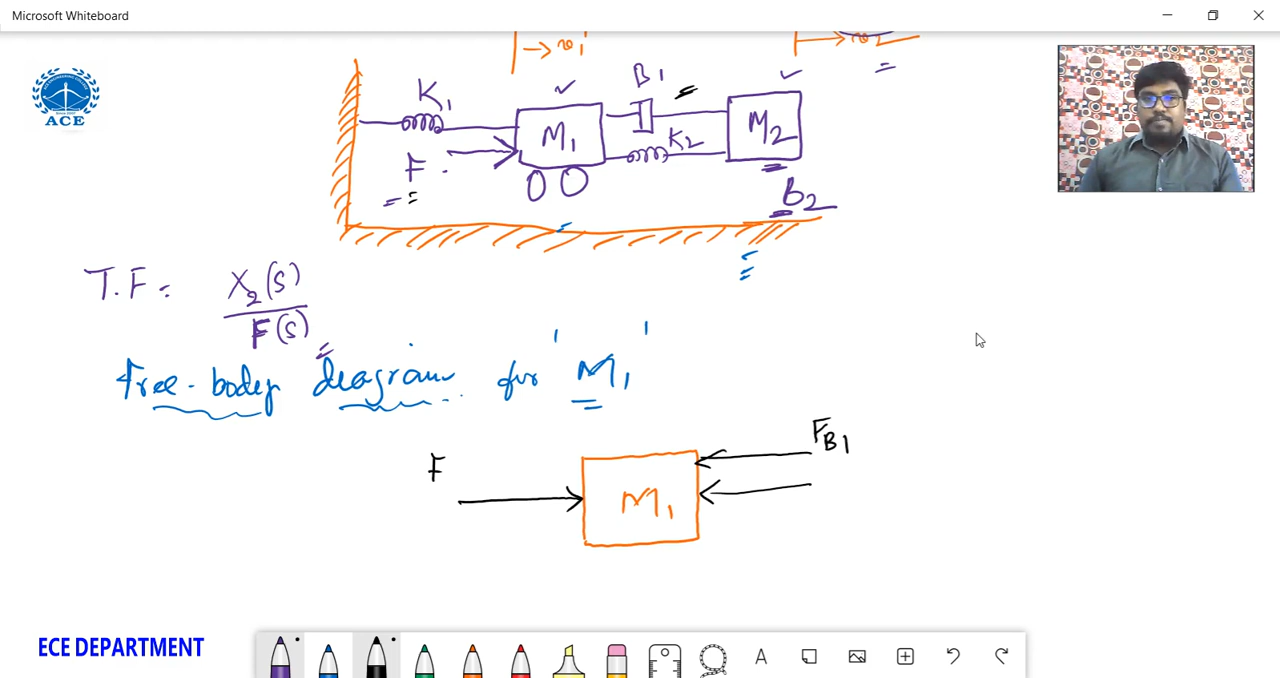 Microsoft Whiteboard
→ x1
K1
B1
M1
M2
K2
F
B2
ACE
T.F =
X2(S)
F(S)
Free-body diagram for 'M1'
F
FB1
M1
ECE DEPARTMENT
A